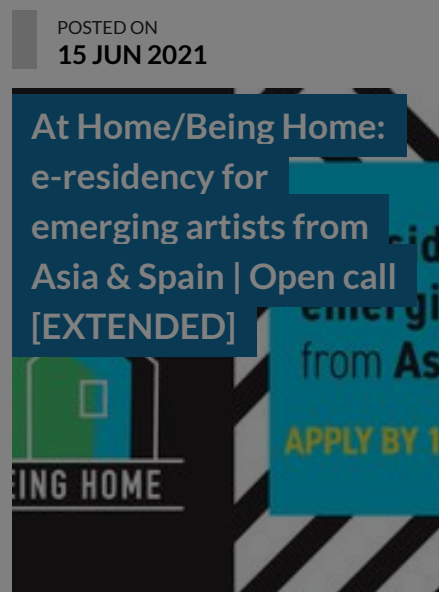 POSTED ON
15 JUN 2021
At Home/Being Home:
e-residency for
emerging artists from
Asia & Spain | Open call
[EXTENDED]
from As
APPLY BY 1
EING HOME